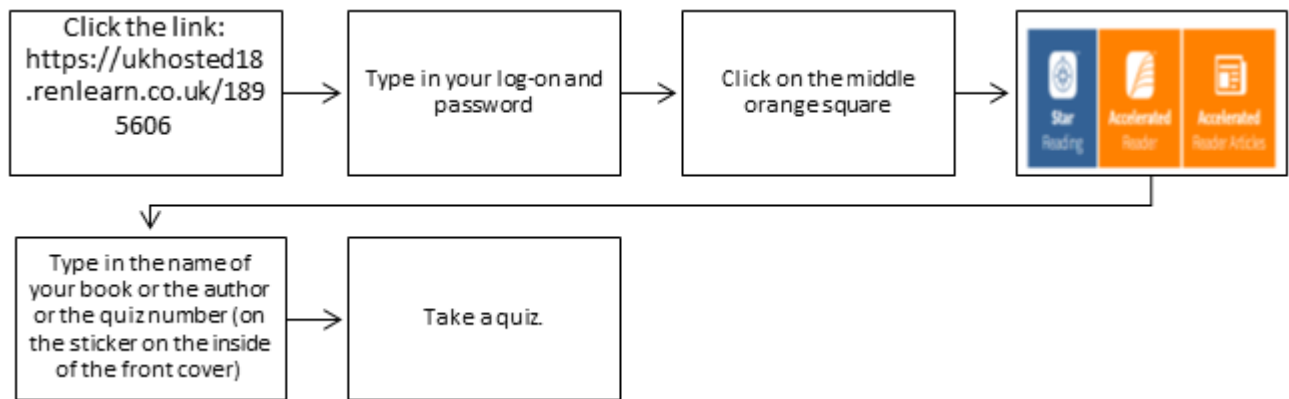 Click the link:
https://ukhosted18
.renlearn.co.uk/189
5606
Type in your log-on and
password
Click on the middle
orange square
Star
Reading
Accelerated
Reader
Accelerated
Reader Articles
Type in the name of
your book or the author
or the quiz number (on
the sticker on the inside
of the front cover)
Take a quiz.